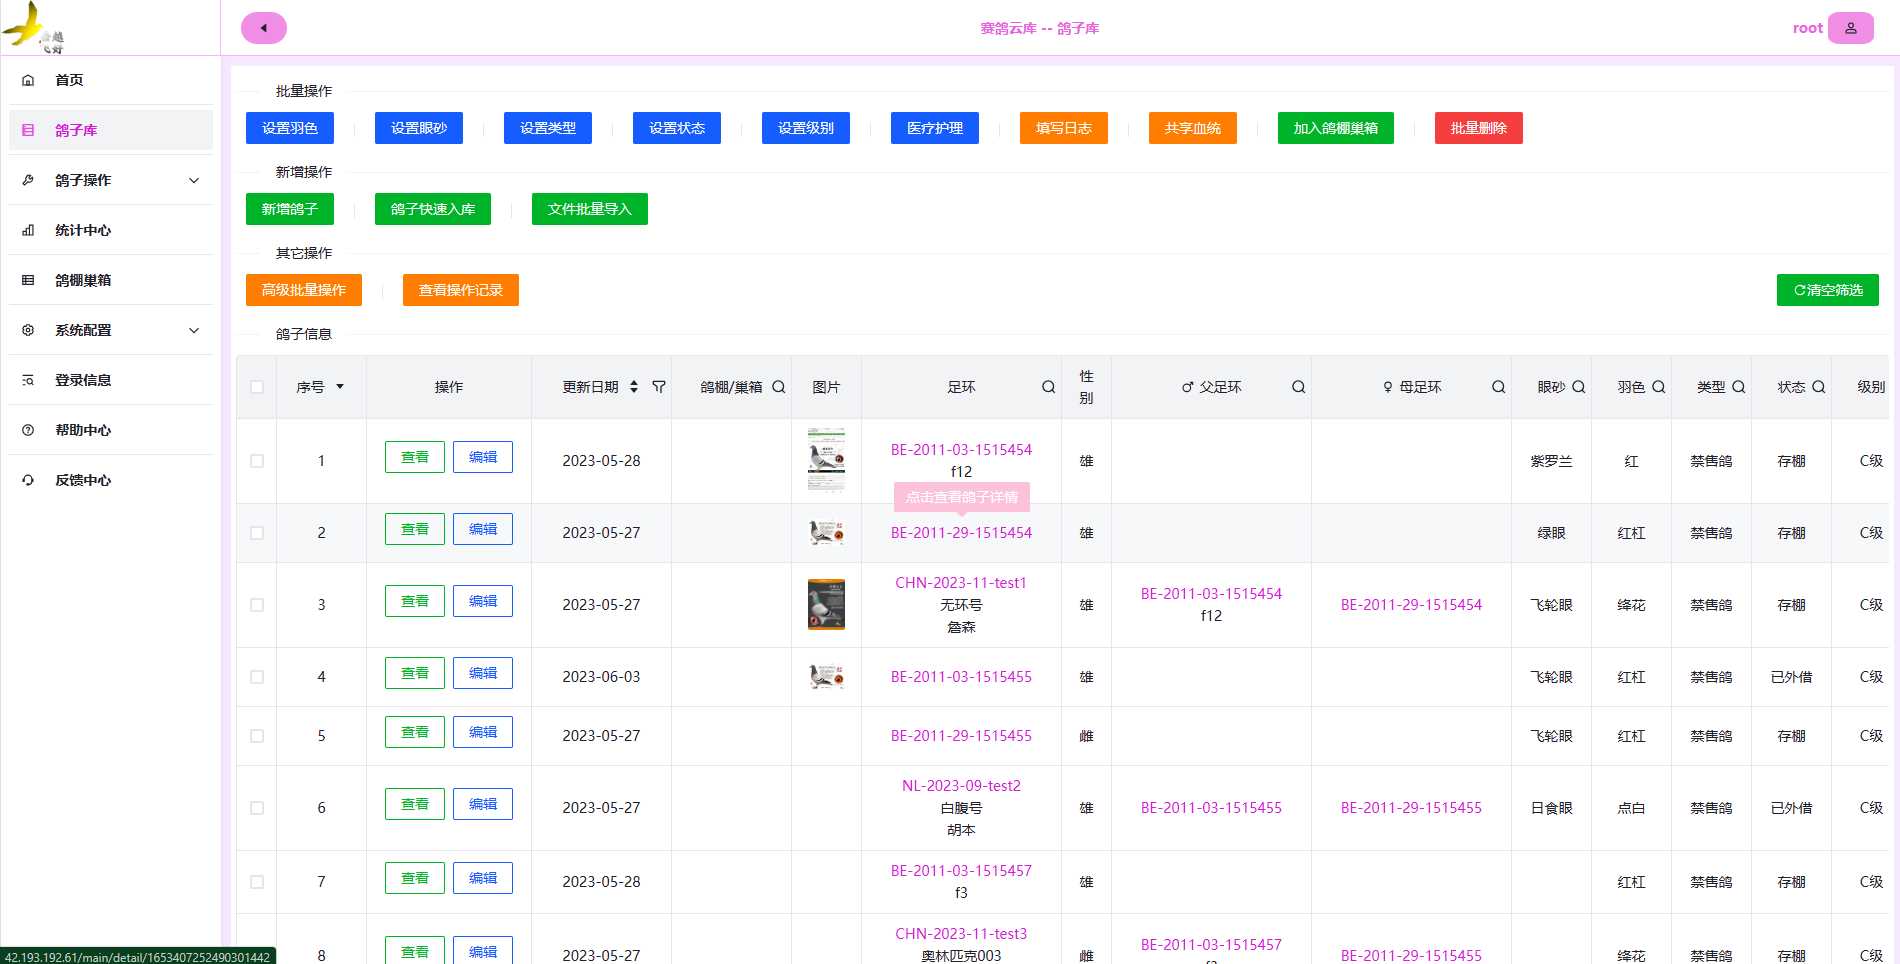 赛鸽云库 -- 鸽子库
root
首页
鸽子库
鸽子操作
统计中心
鸽棚巢箱
系统配置
登录信息
帮助中心
反馈中心
批量操作
设置羽色 设置眼砂 设置类型 设置状态 设置级别 医疗护理 填写日志 共享血统 加入鸽棚巢箱 批量删除
新增操作
新增鸽子 鸽子快速入库 文件批量导入
其它操作
高级批量操作 查看操作记录 清空筛选
鸽子信息
序号 操作 更新日期 鸽棚/巢箱 图片 足环 性别 ♂ 父足环 ♀ 母足环 眼砂 羽色 类型 状态 级别
1 查看 编辑 2023-05-28 BE-2011-03-1515454 雄 紫罗兰 红 禁售鸽 存棚 C级
f12
点击查看鸽子详情
2 查看 编辑 2023-05-27 BE-2011-29-1515454 雄 绿眼 红杠 禁售鸽 存棚 C级
3 查看 编辑 2023-05-27 CHN-2023-11-test1 雄 BE-2011-03-1515454 BE-2011-29-1515454 飞轮眼 绛花 禁售鸽 存棚 C级
无环号 f12
詹森
4 查看 编辑 2023-06-03 BE-2011-03-1515455 雄 飞轮眼 红杠 禁售鸽 已外借 C级
5 查看 编辑 2023-05-27 BE-2011-29-1515455 雌 飞轮眼 红杠 禁售鸽 存棚 C级
6 查看 编辑 2023-05-27 NL-2023-09-test2 雄 BE-2011-03-1515455 BE-2011-29-1515455 日食眼 点白 禁售鸽 已外借 C级
白腹号
胡本
7 查看 编辑 2023-05-28 BE-2011-03-1515457 雄 红杠 禁售鸽 存棚 C级
f3
8 查看 编辑 2023-05-27 CHN-2023-11-test3 雌 BE-2011-03-1515457 BE-2011-29-1515455 绛花 禁售鸽 存棚 C级
奥林匹克003
42.193.192.61/main/detail/1653407252490301442